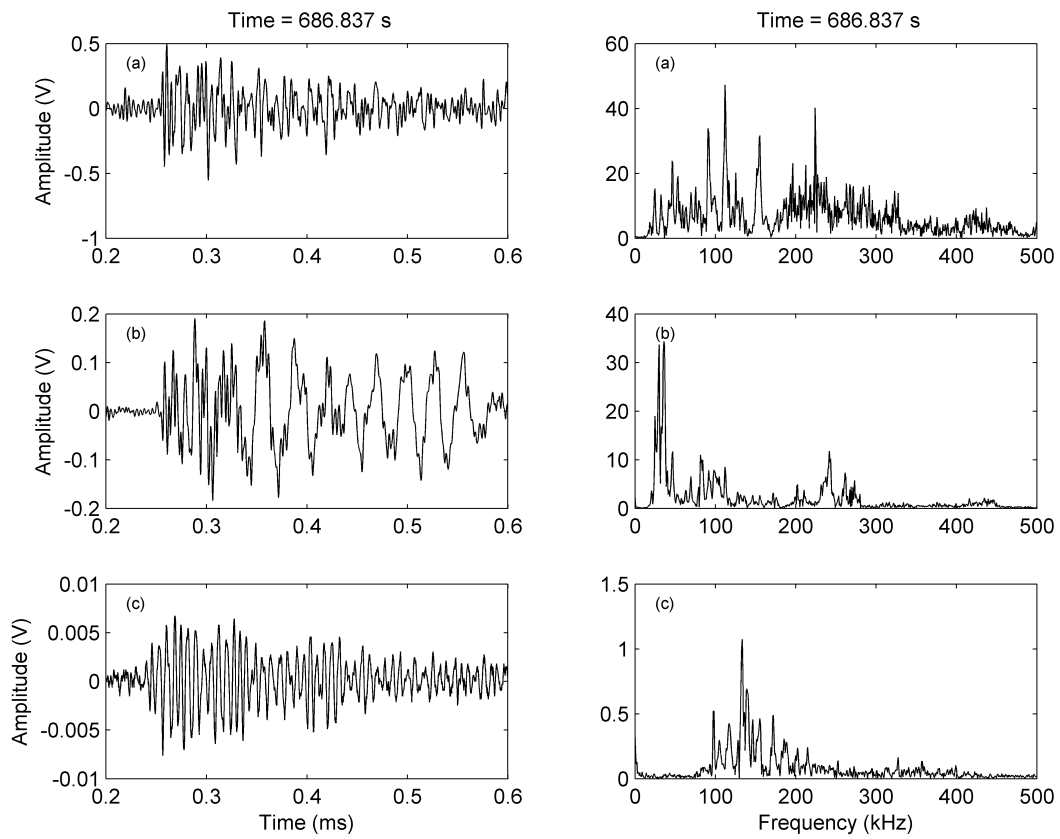 Time = 686.837 s
Time = 686.837 s
(a)
Amplitude (V)
0.5
0
-0.5
-1
0.2 0.3 0.4 0.5 0.6
(a)
60
40
20
0
0 100 200 300 400 500
(b)
Amplitude (V)
0.2
0.1
0
-0.1
-0.2
0.2 0.3 0.4 0.5 0.6
(b)
40
30
20
10
0
0 100 200 300 400 500
(c)
Amplitude (V)
0.01
0.005
0
-0.005
-0.01
0.2 0.3 0.4 0.5 0.6
Time (ms)
(c)
1.5
1
0.5
0
0 100 200 300 400 500
Frequency (kHz)